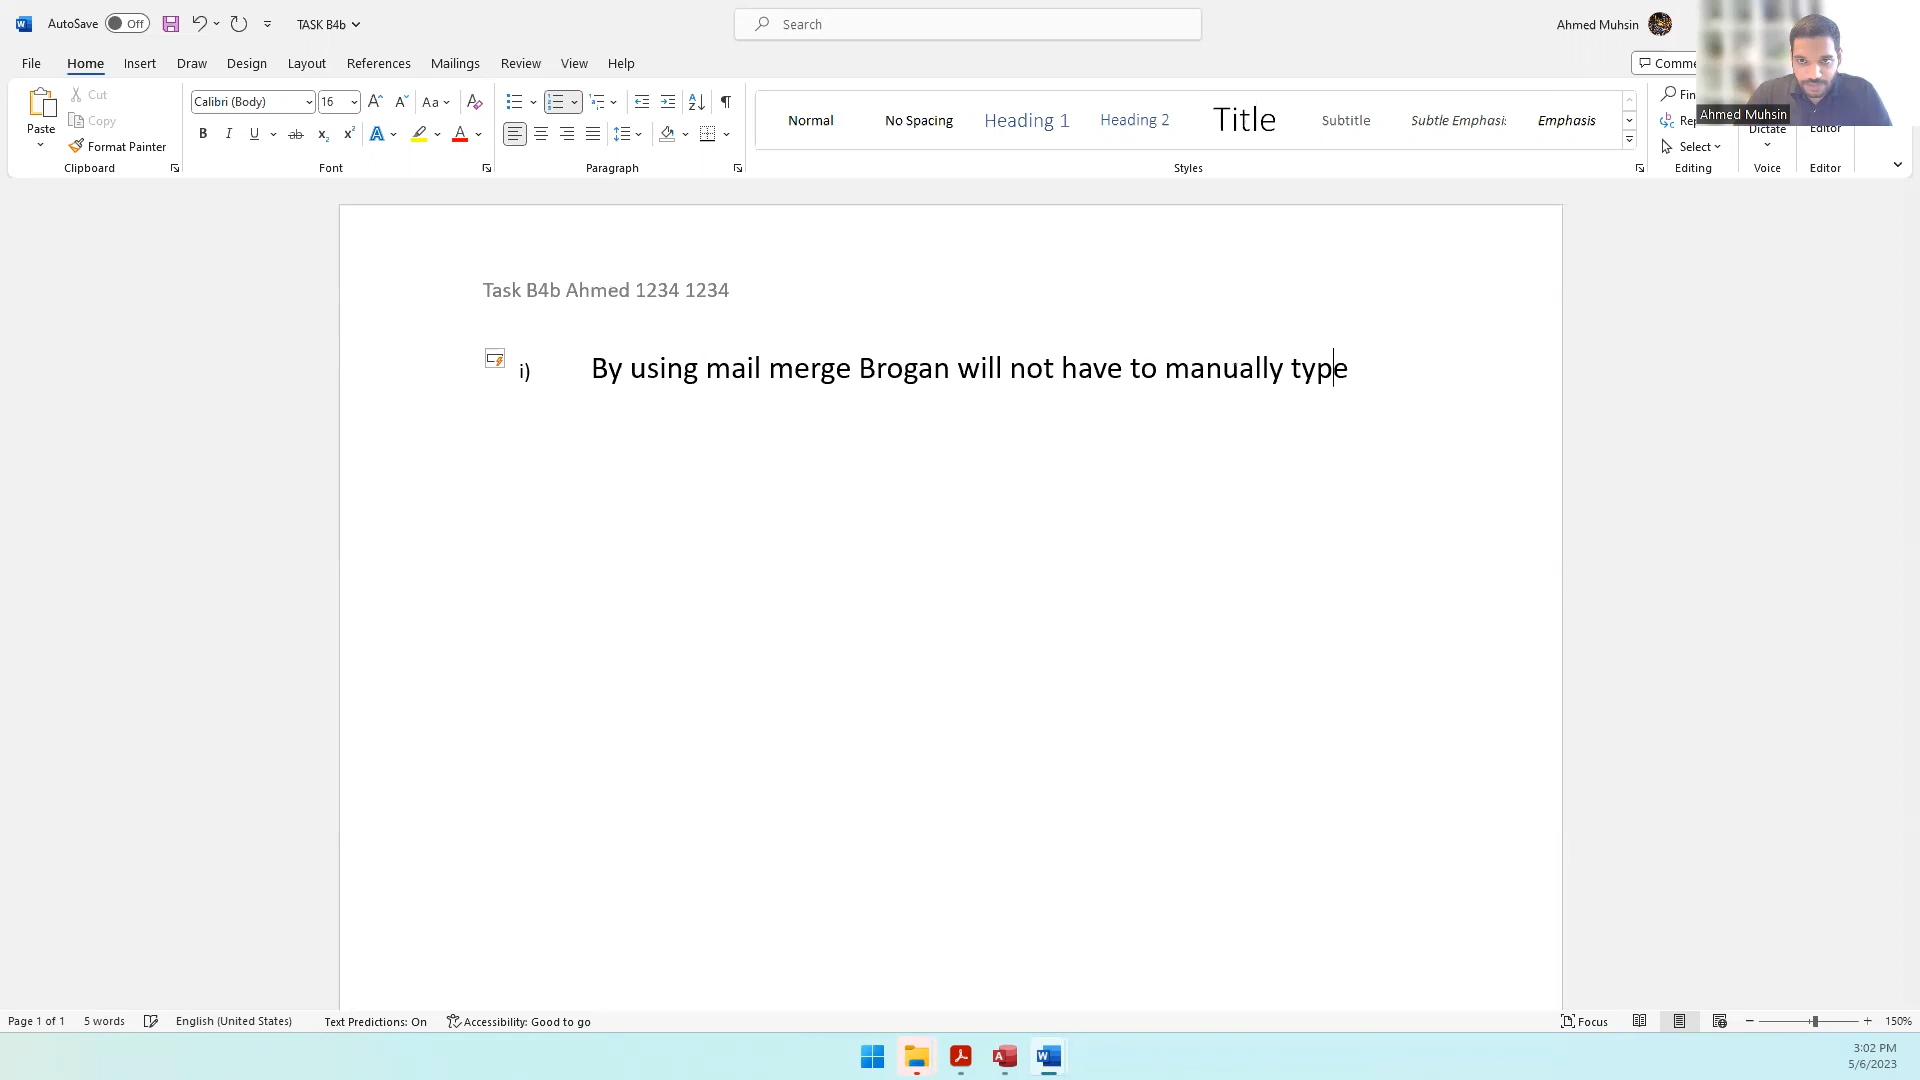 AutoSave Off TASK B4b Search Ahmed Muhsin
File Home Insert Draw Design Layout References Mailings Review View Help
Ahmed Muhsin
Paste Cut Copy Format Painter
Clipboard
Calibri (Body) 16
Font
Paragraph
Normal No Spacing Heading 1 Heading 2 Title Subtitle Emphasis
Styles
Select
Editing
Dictate
Voice
Editor
Editor
Task B4b Ahmed 1234 1234
i) By using mail merge Brogan will not have to manually type
Page 1 of 1 5 words English (United States) Text Predictions: On Accessibility: Good to go Focus 150%
3:02 PM
5/6/2023